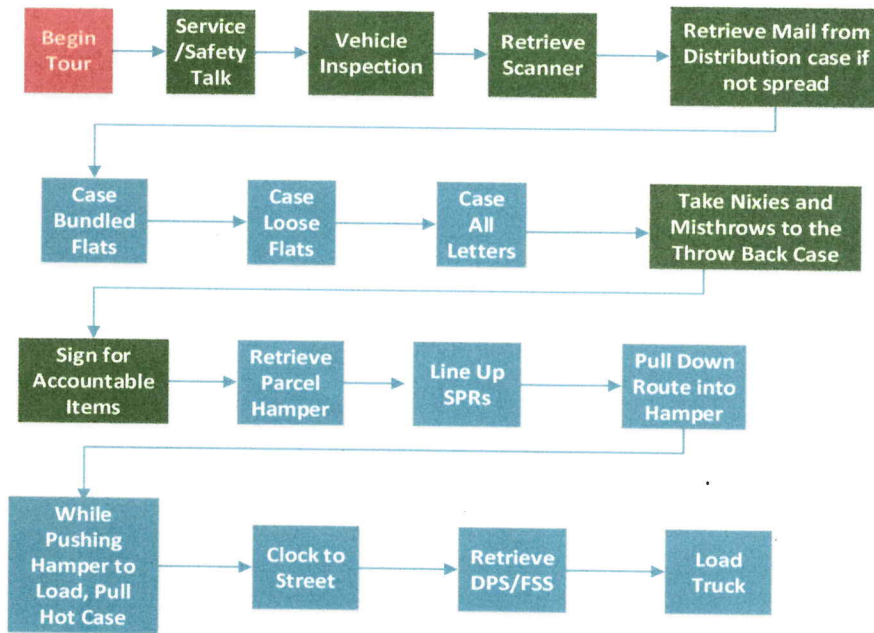 Begin
Tour
Service
/Safety
Talk
Vehicle
Inspection
Retrieve
Scanner
Retrieve Mail from
Distribution case if
not spread
Case
Bundled
Flats
Case
Loose
Flats
Case
All
Letters
Take Nixies and
Misthrows to the
Throw Back Case
Sign for
Accountable
Items
Retrieve
Parcel
Hamper
Line Up
SPRs
Pull Down
Route into
Hamper
While
Pushing
Hamper to
Load, Pull
Hot Case
Clock to
Street
Retrieve
DPS/FSS
Load
Truck